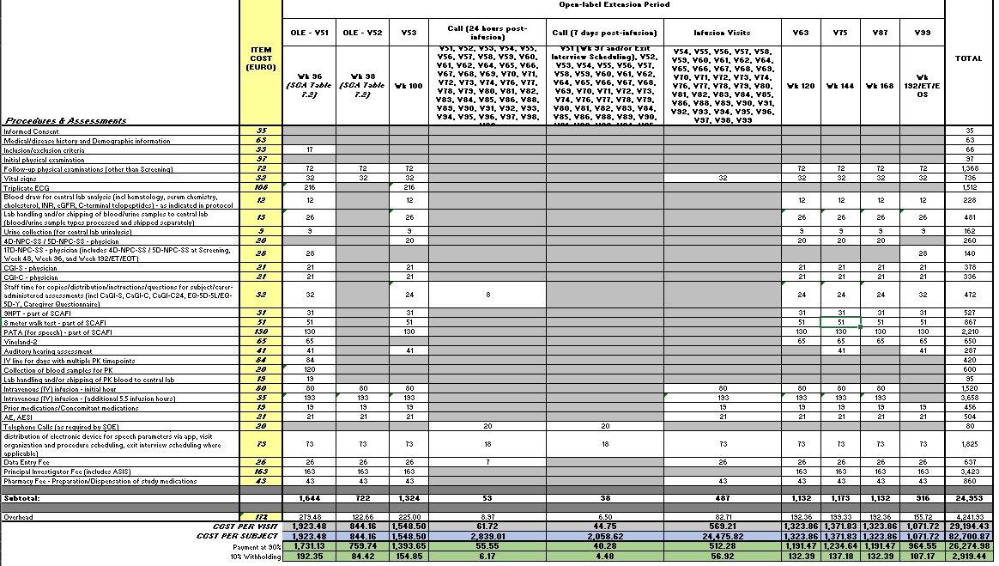 Open-label Extension Period
Procedures & Assessments ITEM COST (EURO) OLE - V51 OLE - V52 V53 Call (24 hours post-infusion) Call (7 days post-infusion) Infusion Visits V63 V75 V87 V99 TOTAL
Wk 96 (SGA Table 7.2) Wk 98 (SGA Table 7.2) Wk 100
V51, V52, V53, V54, V55,
V56, V57, V58, V59, V60,
V61, V62, V64, V65, V66,
V67, V68, V69, V70, V71,
V72, V73, V74, V76, V77,
V78, V79, V80, V81, V82,
V83, V84, V85, V86, V88,
V89, V90, V91, V92, V93,
V94, V95, V96, V97, V98,
V51 (Wk 97 and/or Exit
Interview Scheduling), V52,
V53, V54, V55, V56, V57,
V58, V59, V60, V61, V62,
V64, V65, V66, V67, V68,
V69, V70, V71, V72, V73,
V74, V76, V77, V78, V79,
V80, V81, V82, V83, V84,
V85, V86, V88, V89, V90,
V54, V55, V56, V57, V58,
V59, V60, V61, V62, V64,
V65, V66, V67, V68, V69,
V70, V71, V72, V73, V74,
V76, V77, V78, V79, V80,
V81, V82, V83, V84, V85,
V86, V88, V89, V90, V91,
V92, V93, V94, V95, V96,
V97, V98, V99
Wk 120 Wk 144 Wk 168 Wk 192/ET/EOS
Informed Consent 35 35
Medical/disease history and Demographic information 63 63
Inclusion/exclusion criteria 33 17 66
Initial physical examination 97 97
Follow-up physical examinations (other than Screening) 72 72 72 72 72 72 72 72 1,368
Vital signs 32 32 32 32 32 32 32 32 32 736
Triplicate ECG 108 216 216 1,512
Blood draw for central lab analysis (incl hematology, serum chemistry,
cholesterol, INR, eGFR, C-terminal telopeptides) - as indicated in protocol 12 12 12 12 12 12 12 228
Lab handling and/or shipping of blood/urine samples to central lab
(blood/urine sample types processed and shipped separately) 13 26 26 26 26 26 26 481
Urine collection (for central lab urinalysis) 9 9 9 9 9 9 9 162
4D-NPC-SS / 5D-NPC-SS - physician 20 20 20 20 20 260
17D-NPC-SS - physician (includes 4D-NPC-SS / 5D-NPC-SS at Screening,
Week 48, Week 96, and Week 192/ET/EOT) 28 28 28 140
CGI-S - physician 21 21 21 21 21 21 21 378
CGI-C - physician 21 21 21 21 21 21 21 336
Staff time for copies/distribution/instructions/questions for subject/carer-
administered assessments (incl CaGI-S, CaGI-C, CaGI-C24, EQ-5D-5L/EQ-
5D-Y, Caregiver Questionnaire) 32 32 24 8 24 24 24 32 472
9HPT - part of SCAFI 31 31 31 31 31 31 31 527
8 meter walk test - part of SCAFI 51 51 51 51 51 51 51 867
PATA (for speech) - part of SCAFI 130 130 130 130 130 130 130 2,210
Vineland-2 65 65 65 65 65 65 650
Auditory hearing assessment 41 41 41 41 41 287
IV line for days with multiple PK timepoints 84 84 420
Collection of blood samples for PK 20 120 600
Lab handling and/or shipping of PK blood to central lab 19 19 95
Intravenous (IV) infusion - initial hour 80 80 80 80 80 80 80 80 1,520
Intravenous (IV) infusion - (additional 5.5 infusion hours) 35 193 193 193 193 193 193 193 3,658
Prior medications/Concomitant medications 19 19 19 19 19 19 19 19 19 456
AE, AESI 21 21 21 21 21 21 21 21 21 504
Telephone Calls (as required by SOE) 20 20 20 80
distribution of electronic device for speech parameters via app, visit
organization and procedure scheduling, exit interview scheduling where
applicable) 73 73 73 73 18 18 73 73 73 73 73 1,825
Data Entry Fee 26 26 26 26 7 26 26 26 26 26 637
Principal Investigator Fee (includes ASIS) 163 163 163 163 163 163 163 163 3,423
Pharmacy Fee - Preparation/Dispensation of study medications 43 43 43 43 43 43 43 43 860
Subtotal: 1,644 722 1,324 53 38 487 1,132 1,173 1,132 916 24,953
Overhead 17% 279.48 122.66 225.00 8.97 6.50 82.71 192.36 199.33 192.36 155.72 4,241.93
COST PER VISIT 1,923.48 844.16 1,548.50 61.72 44.75 569.21 1,323.86 1,371.83 1,323.86 1,071.72 29,194.43
COST PER SUBJECT 1,923.48 844.16 1,548.50 2,839.01 2,058.62 24,475.82 1,323.86 1,371.83 1,323.86 1,071.72 82,700.87
Payment at 90% 1,731.13 759.74 1,393.65 55.55 40.28 512.28 1,191.47 1,234.64 1,191.47 964.55 26,274.98
10% Withholding 192.35 84.42 154.85 6.17 4.48 56.92 132.39 137.18 132.39 107.17 2,919.44